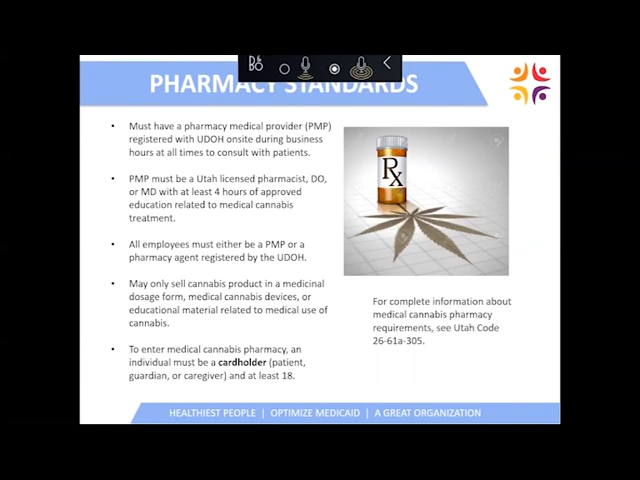 PHARMACY STANDARDS
• Must have a pharmacy medical provider (PMP)
registered with UDOH onsite during business
hours at all times to consult with patients.
• PMP must be a Utah licensed pharmacist, DO,
or MD with at least 4 hours of approved
education related to medical cannabis
treatment.
• All employees must either be a PMP or a
pharmacy agent registered by the UDOH.
• May only sell cannabis product in a medicinal
dosage form, medical cannabis devices, or
educational material related to medical use of
cannabis.
• To enter medical cannabis pharmacy, an
individual must be a cardholder (patient,
guardian, or caregiver) and at least 18.
Rx
For complete information about
medical cannabis pharmacy
requirements, see Utah Code
26-61a-305.
HEALTHIEST PEOPLE | OPTIMIZE MEDICAID | A GREAT ORGANIZATION